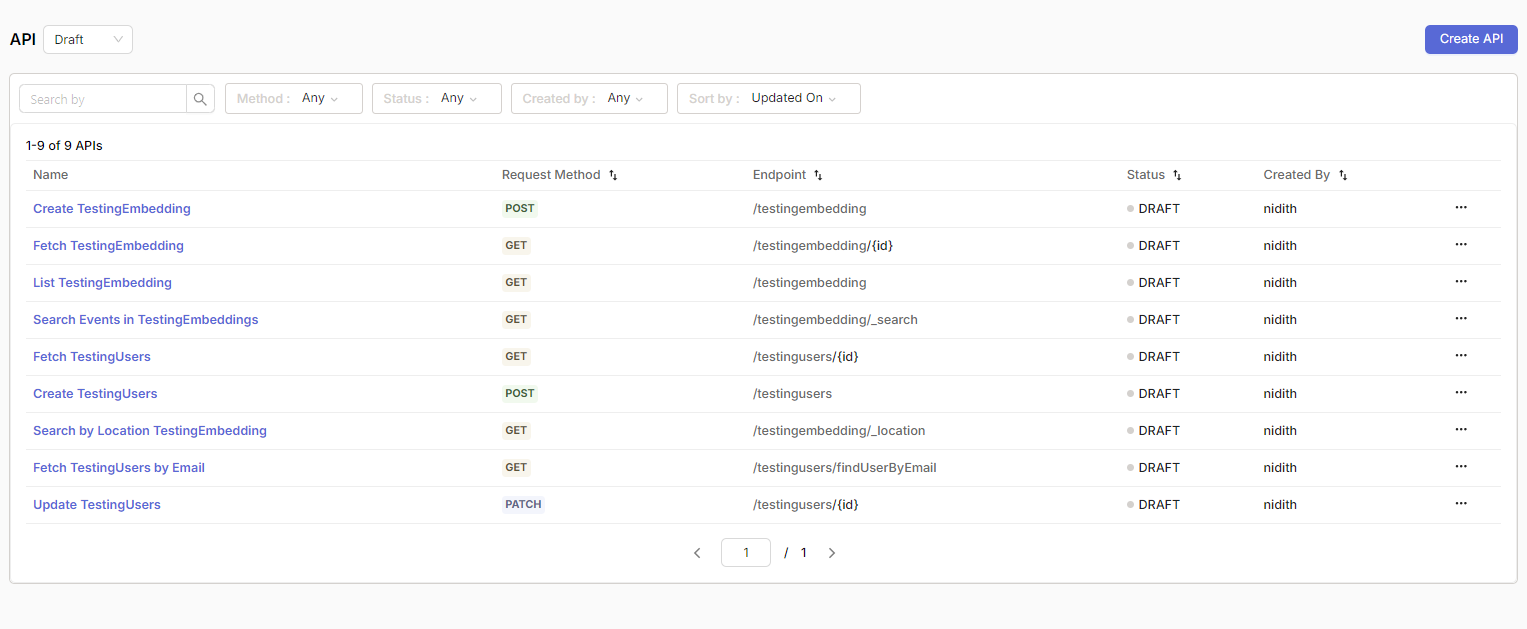 API Draft Create API
Search by Method : Any Status : Any Created by : Any Sort by : Updated On
1-9 of 9 APIs
Name Request Method Endpoint Status Created By
Create TestingEmbedding POST /testingembedding DRAFT nidith ···
Fetch TestingEmbedding GET /testingembedding/{id} DRAFT nidith ···
List TestingEmbedding GET /testingembedding DRAFT nidith ···
Search Events in TestingEmbeddings GET /testingembedding/_search DRAFT nidith ···
Fetch TestingUsers GET /testingusers/{id} DRAFT nidith ···
Create TestingUsers POST /testingusers DRAFT nidith ···
Search by Location TestingEmbedding GET /testingembedding/_location DRAFT nidith ···
Fetch TestingUsers by Email GET /testingusers/findUserByEmail DRAFT nidith ···
Update TestingUsers PATCH /testingusers/{id} DRAFT nidith ···
< 1 / 1 >